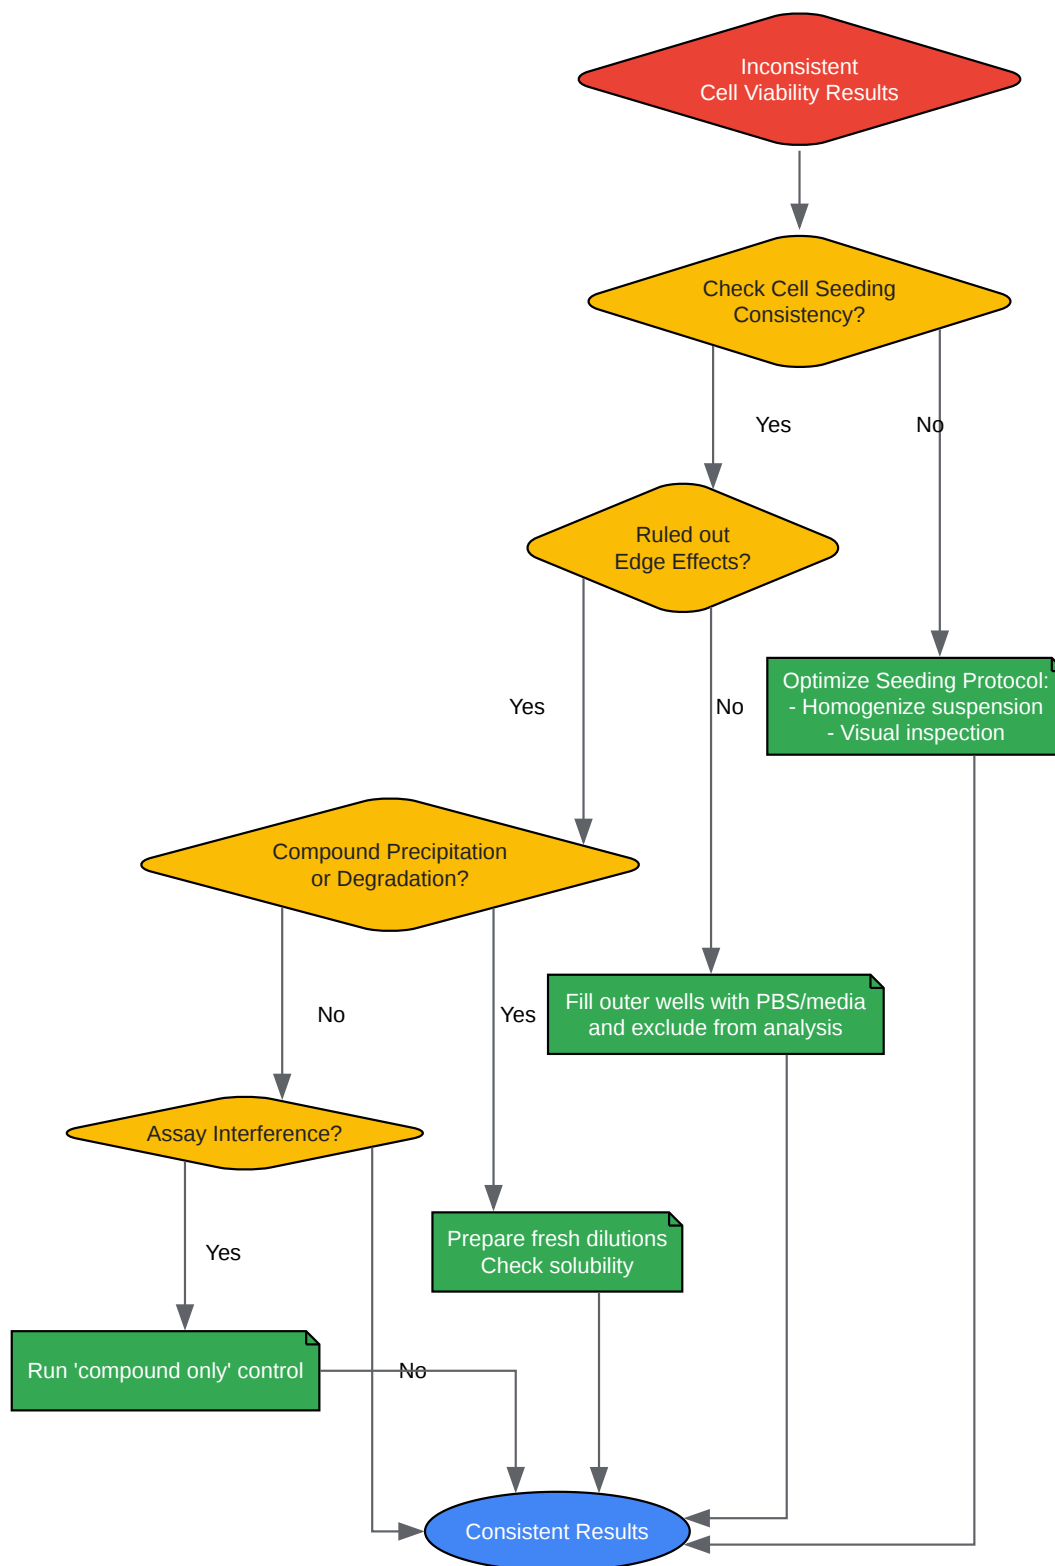 Inconsistent
Cell Viability Results
Check Cell Seeding
Consistency?
Yes
No
Ruled out
Edge Effects?
Optimize Seeding Protocol:
- Homogenize suspension
- Visual inspection
Yes
No
Compound Precipitation
or Degradation?
Fill outer wells with PBS/media
and exclude from analysis
No
Yes
Assay Interference?
Prepare fresh dilutions
Check solubility
Yes
Run 'compound only' control
No
Consistent Results